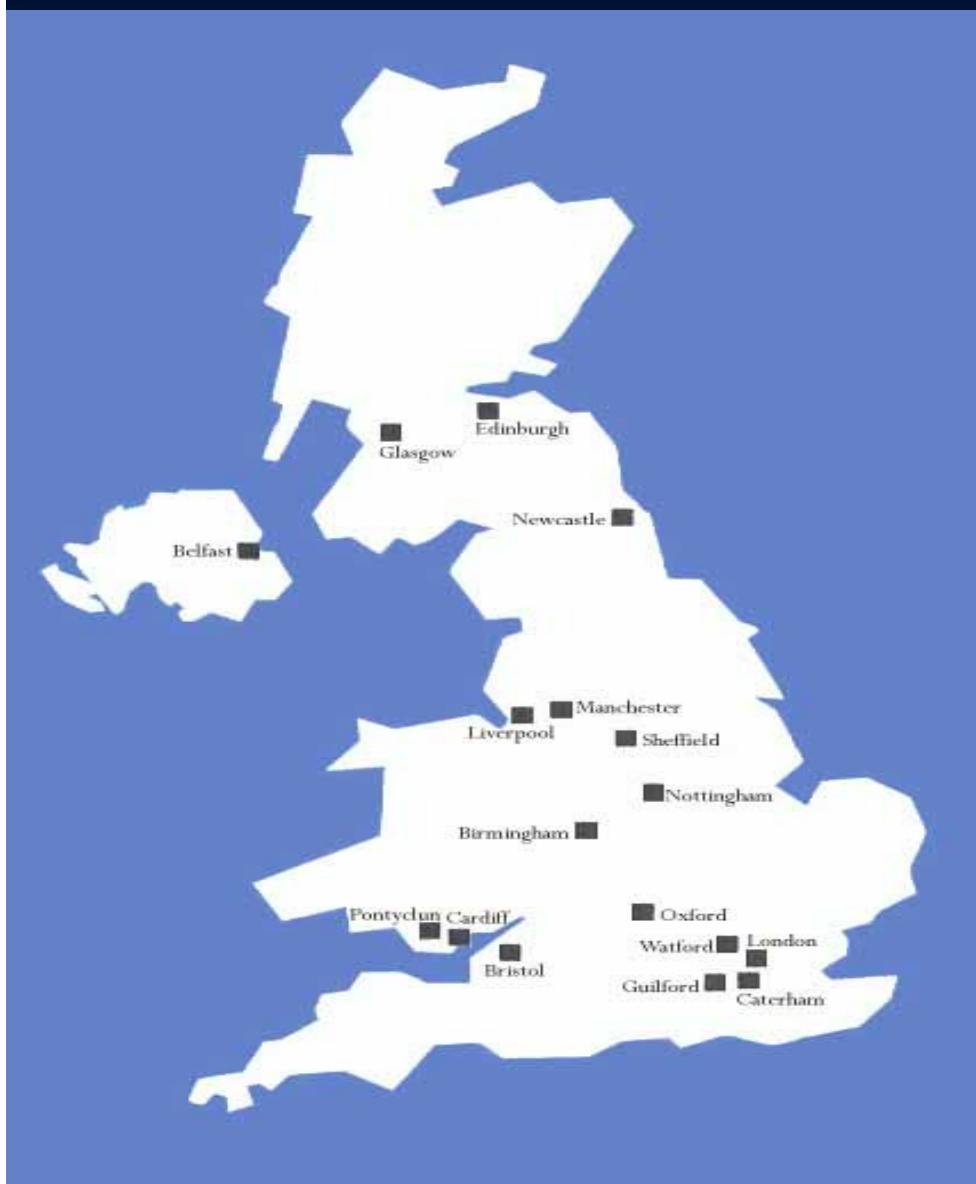 Edinburgh
Glasgow
Newcastle
Belfast
Manchester
Liverpool
Sheffield
Nottingham
Birmingham
Pontyclun
Cardiff
Oxford
Watford
London
Bristol
Guilford
Caterham